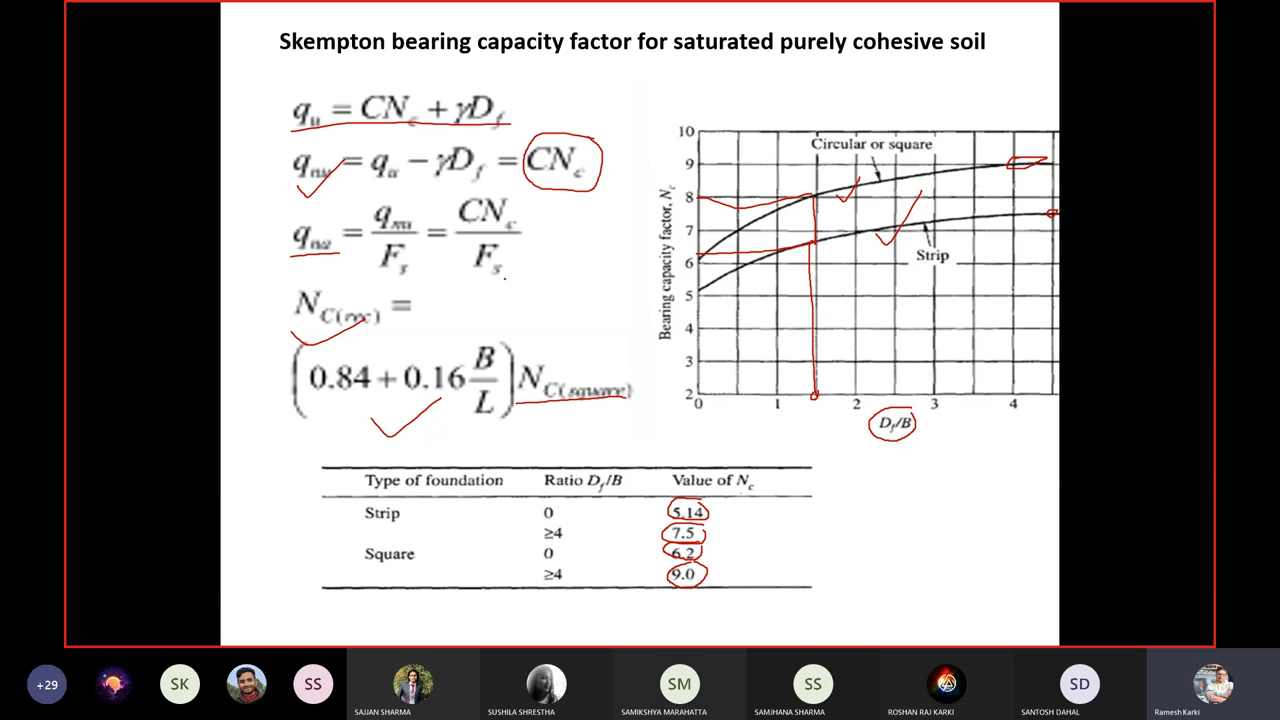 Skempton bearing capacity factor for saturated purely cohesive soil
q_u = CN_c + γD_f
q_nu = q_u − γD_f = CN_c
q_na = q_nu / F_s = CN_c / F_s
N_C(rec) =
(0.84 + 0.16 B/L) N_C(square)
10
9
8
7
6
5
4
3
2
Bearing capacity factor, N_c
Circular or square
Strip
0 1 2 3 4
D_f/B
Type of foundation Ratio D_f/B Value of N_c
Strip 0 5.14
≥4 7.5
Square 0 6.2
≥4 9.0
+29 SK SS SM SS SD
SAJJAN SHARMA SUSHILA SHRESTHA SAMIKSHYA MARAHATTA SAMJHANA SHARMA ROSHAN RAJ KARKI SANTOSH DAHAL Ramesh Karki